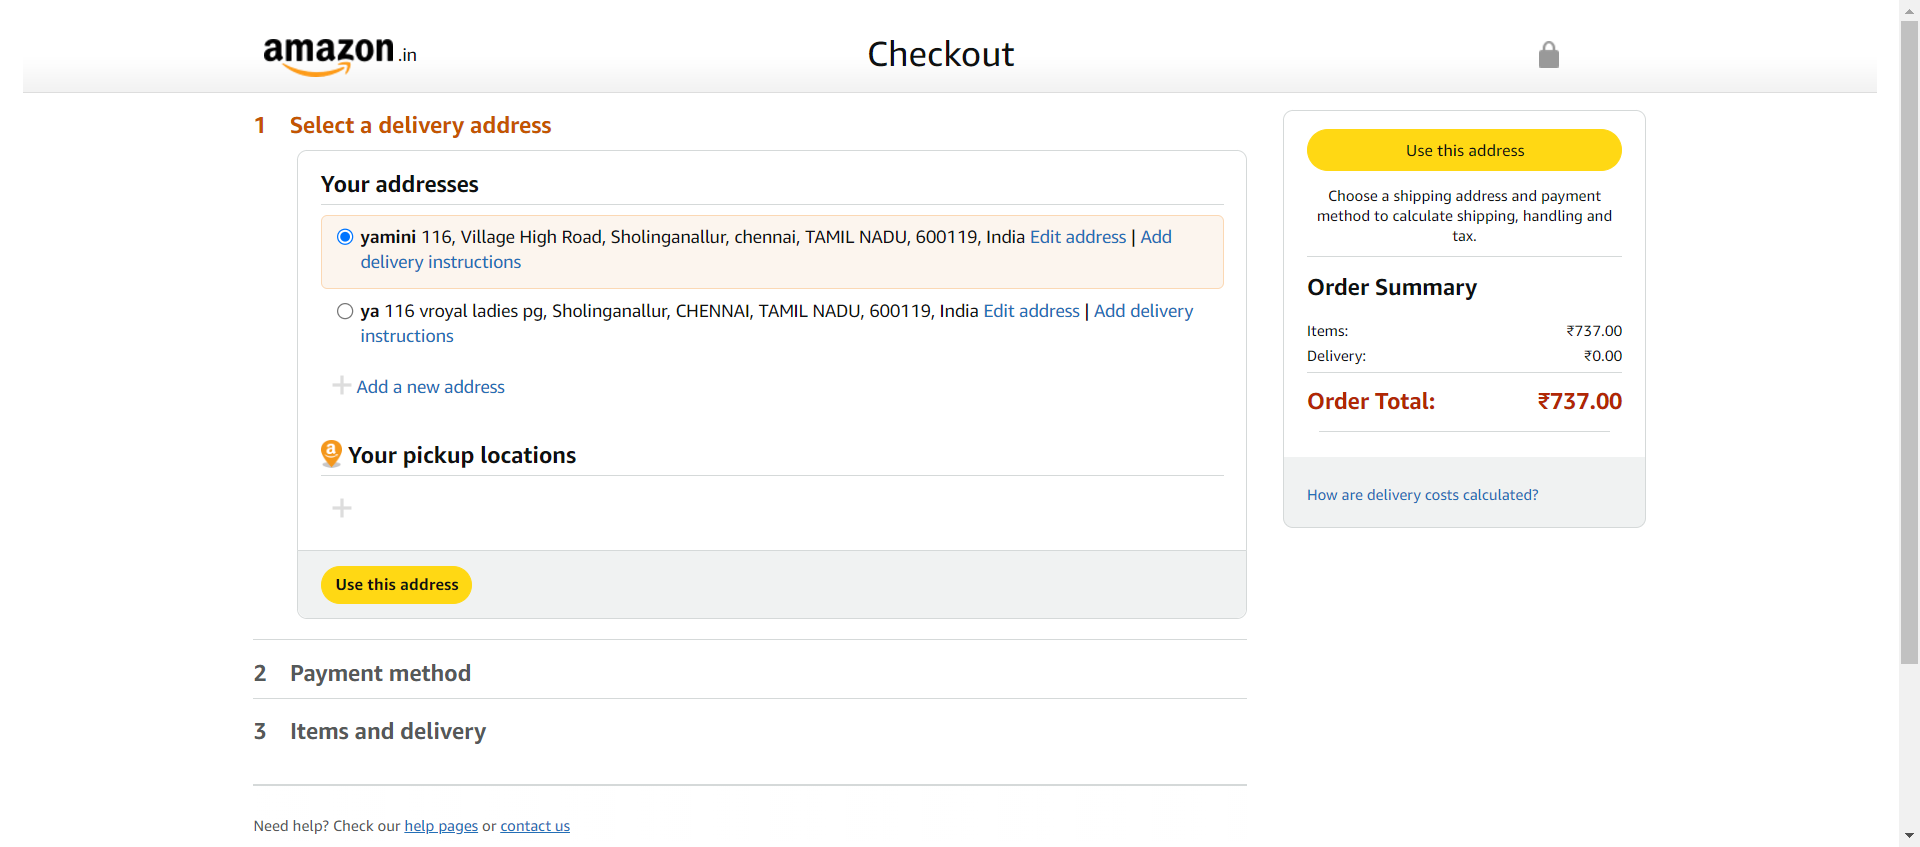 amazon.in
Checkout
1 Select a delivery address
Your addresses
yamini 116, Village High Road, Sholinganallur, chennai, TAMIL NADU, 600119, India Edit address | Add
delivery instructions
ya 116 vroyal ladies pg, Sholinganallur, CHENNAI, TAMIL NADU, 600119, India Edit address | Add delivery
instructions
Add a new address
Your pickup locations
Use this address
2 Payment method
3 Items and delivery
Need help? Check our help pages or contact us
Use this address
Choose a shipping address and payment
method to calculate shipping, handling and
tax.
Order Summary
Items: ₹737.00
Delivery: ₹0.00
Order Total: ₹737.00
How are delivery costs calculated?